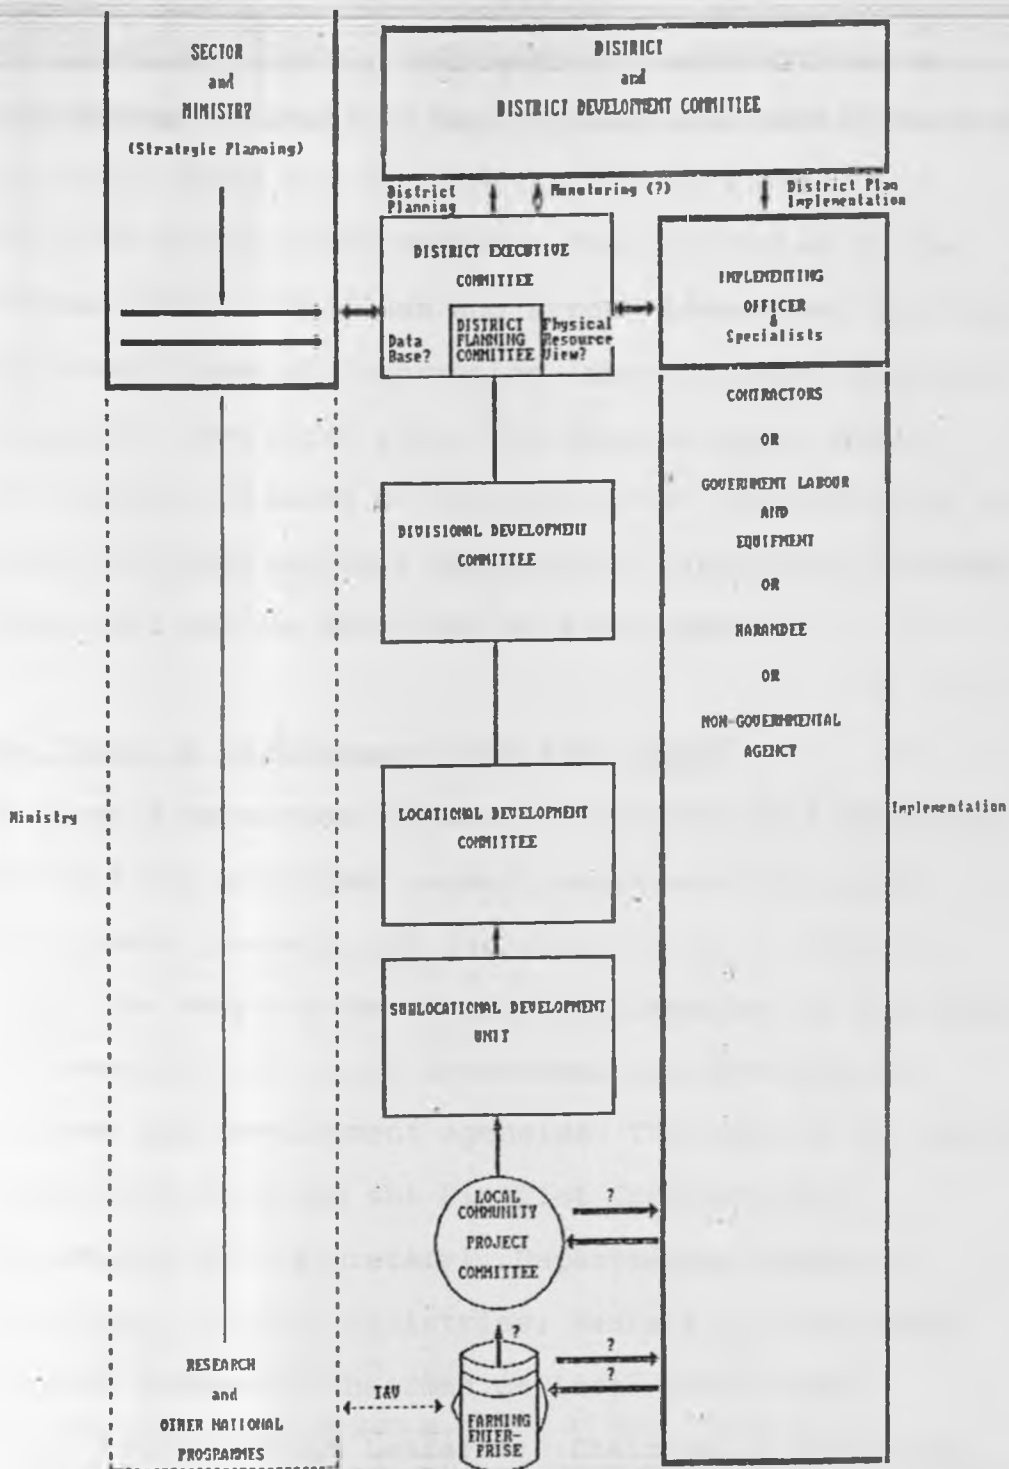 SECTOR
and
MINISTRY
(Strategic Planning)
DISTRICT
and
DISTRICT DEVELOPMENT COMMITTEE
District
Planning
Monitoring (?)
District Plan
Implementation
DISTRICT EXECUTIVE
COMMITTEE
Data
Base?
DISTRICT
PLANNING
COMMITTEE
Physical
Resource
View?
IMPLEMENTING
OFFICER
&
Specialists
CONTRACTORS
OR
GOVERNMENT LABOUR
AND
EQUIPMENT
OR
HARAMBEE
OR
NON-GOVERNMENTAL
AGENCY
DIVISIONAL DEVELOPMENT
COMMITTEE
LOCATIONAL DEVELOPMENT
COMMITTEE
Ministry
Implementation
SUBLOCATIONAL DEVELOPMENT
UNIT
LOCAL
COMMUNITY
PROJECT
COMMITTEE
?
?
?
?
RESEARCH
and
OTHER NATIONAL
PROGRAMMES
T&V
FARMING
ENTER-
PRISE